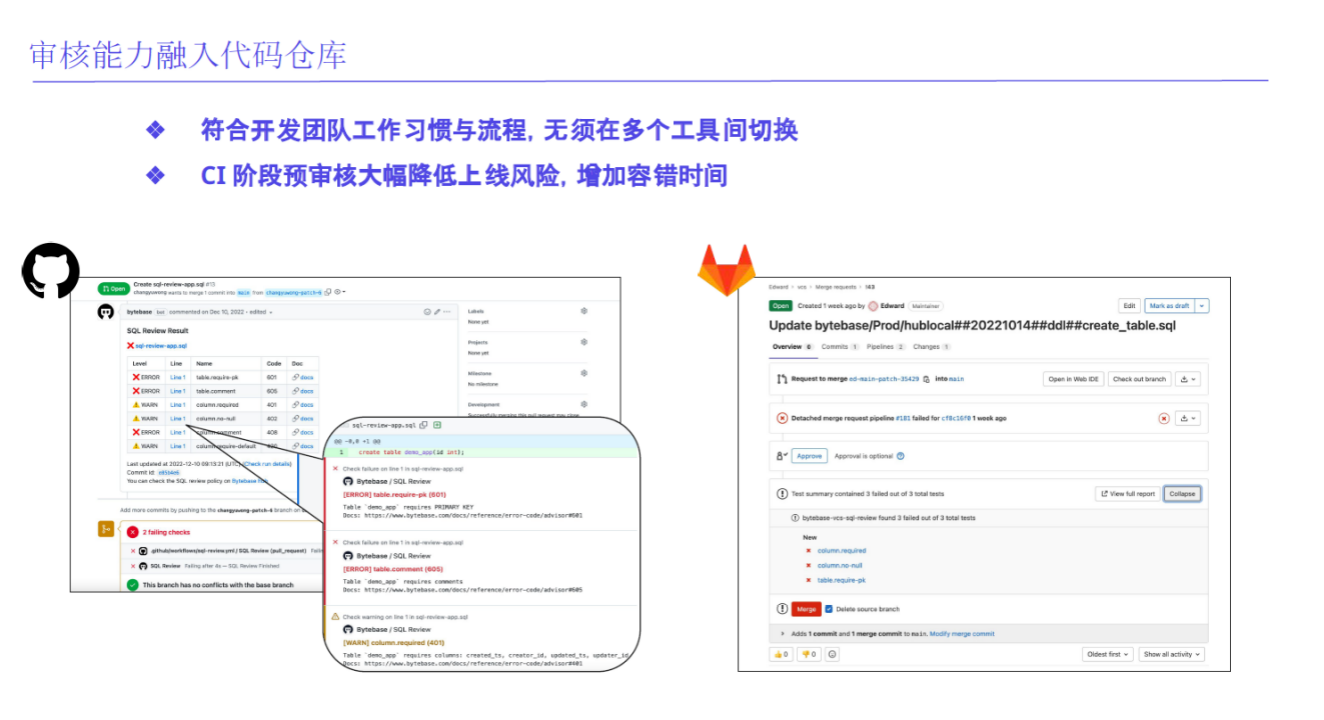 审核能力融入代码仓库
❖ 符合开发团队工作习惯与流程, 无须在多个工具间切换
❖ CI 阶段预审核大幅降低上线风险, 增加容错时间
Open
Create sql-review-app.sql #13
changyuwang wants to merge 1 commit into main from changyuwang-patch-6
bytebase bot commented on Dec 10, 2022 • edited
SQL Review Result
sql-review-app.sql
Level Line Name Code Doc
ERROR Line 1 table.require-pk 601 docs
ERROR Line 1 table.comment 605 docs
WARN Line 1 column.required 401 docs
WARN Line 1 column.no-null 402 docs
ERROR Line 1 comment 408 docs
WARN Line 1 column.require-default docs
Last updated at 2022-12-10 09:13:21 (UTC) (Check run details)
Commit id:
You can check the SQL review policy on Bytebase
Add more commits by pushing to the changyuwang-patch-6 branch on
2 failing checks
.github/workflows/sql-review.yml / SQL Review (pull_request)
SQL Review Failing after 4s — SQL Review Finished
This branch has no conflicts with the base branch
Labels
None yet
Projects
None yet
Milestone
No milestone
Development
Successfully merging this pull request may close
sql-review-app.sql
@@ -0,0 +1 @@
1 create table demo_app(id int);
Check failure on line 1 in sql-review-app.sql
Bytebase / SQL Review
[ERROR] table.require-pk (601)
Table `demo_app` requires PRIMARY KEY
Docs: https://www.bytebase.com/docs/reference/error-code/advisor#601
Check failure on line 1 in sql-review-app.sql
Bytebase / SQL Review
[ERROR] table.comment (605)
Table `demo_app` requires comments
Docs: https://www.bytebase.com/docs/reference/error-code/advisor#605
Check warning on line 1 in sql-review-app.sql
Bytebase / SQL Review
[WARN] column.required (401)
Table `demo_app` requires columns: created_ts, creator_id, updated_ts, updater_id
Docs: https://www.bytebase.com/docs/reference/error-code/advisor#401
Edward › vcs › Merge requests › !43
Open Created 1 week ago by Edward Maintainer
Edit Mark as draft
Update bytebase/Prod/hublocal##20221014##ddl##create_table.sql
Overview 0 Commits 1 Pipelines 2 Changes 1
Request to merge ed-main-patch-35429 into main
Open in Web IDE Check out branch
Detached merge request pipeline #181 failed for cf8c16f0 1 week ago
Approve Approval is optional
Test summary contained 3 failed out of 3 total tests
View full report Collapse
bytebase-vcs-sql-review found 3 failed out of 3 total tests
New
column.required
column.no-null
table.require-pk
Merge Delete source branch
Adds 1 commit and 1 merge commit to main. Modify merge commit
0 0
Oldest first Show all activity